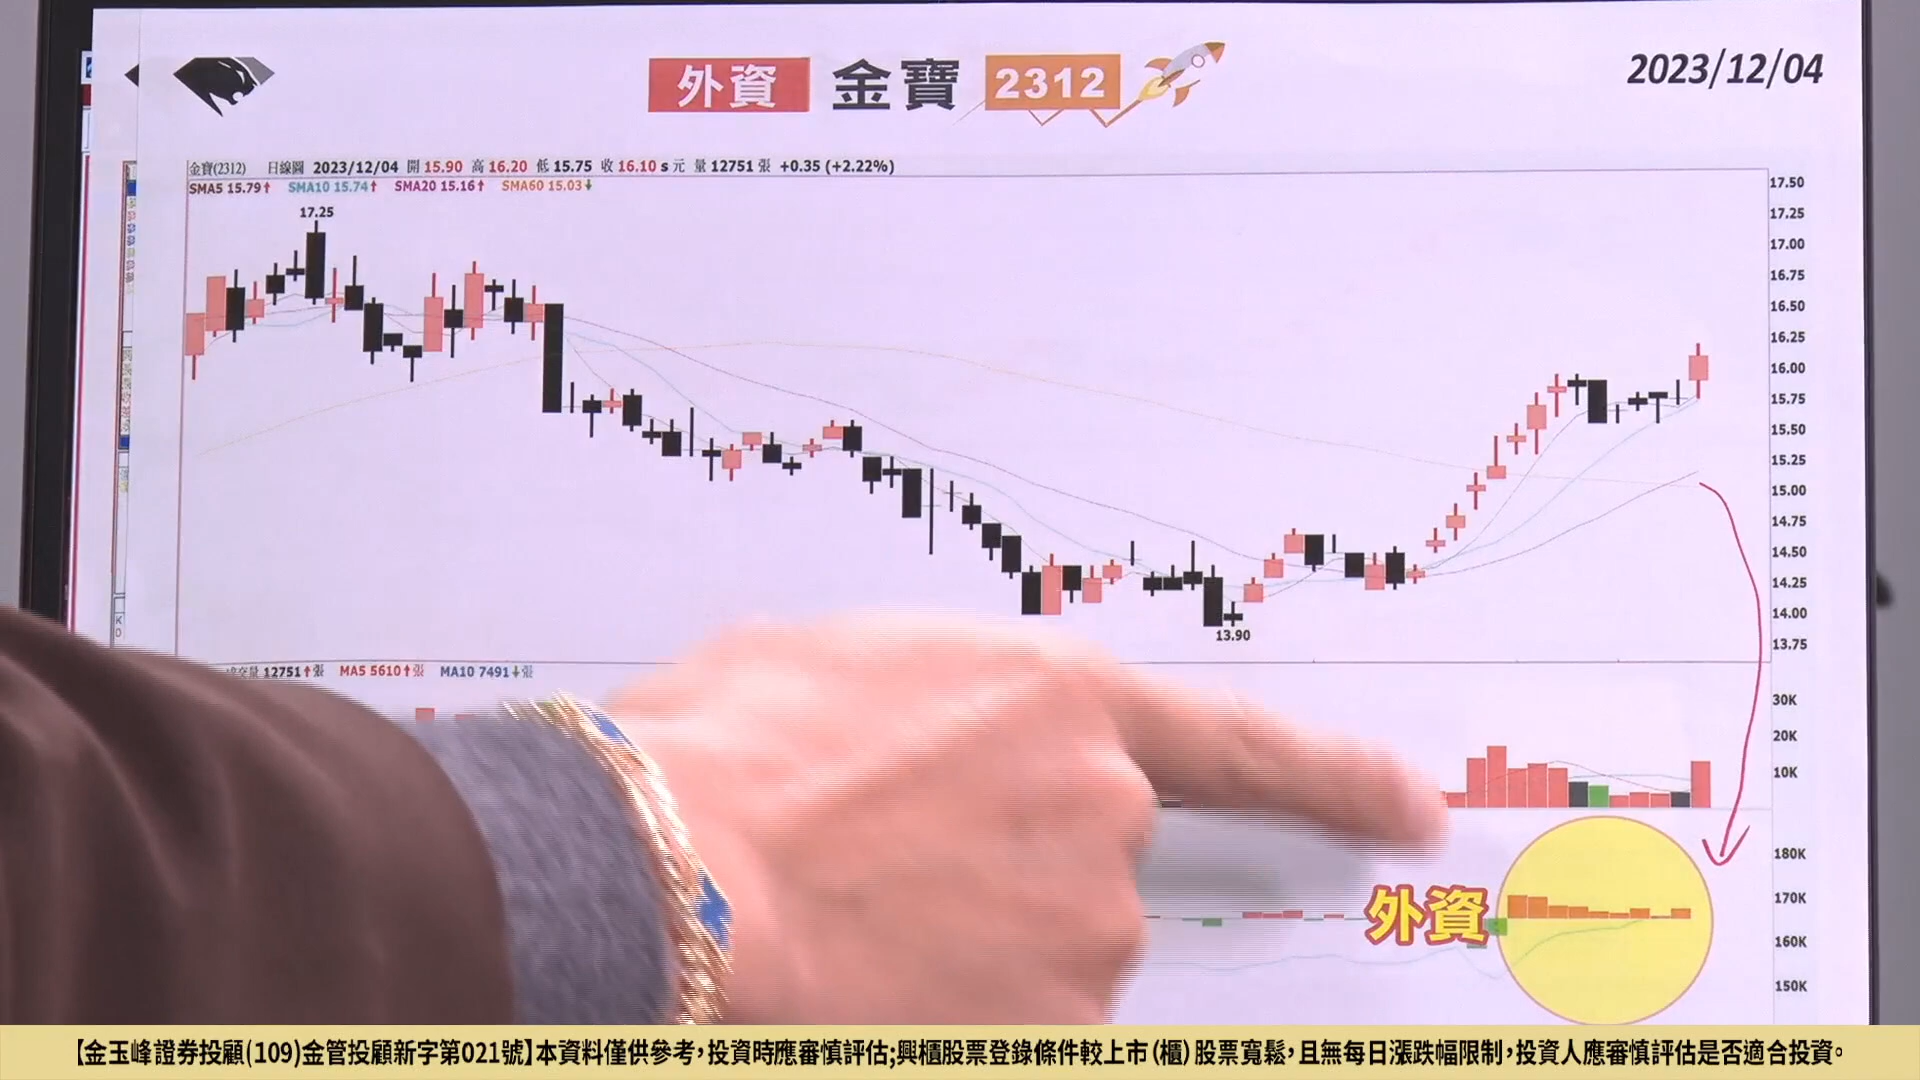 外資 金寶 2312
2023/12/04
金寶(2312) 日線圖 2023/12/04 開 15.90 高 16.20 低 15.75 收 16.10 s 元 量 12751 張 +0.35 (+2.22%)
SMA5 15.79↑ SMA10 15.74↑ SMA20 15.16↑ SMA60 15.03↓
17.50
17.25
17.25
17.00
16.75
16.50
16.25
16.00
15.75
15.50
15.25
15.00
14.75
14.50
14.25
14.00
13.90
13.75
成交量 12751↑張 MA5 5610↑張 MA10 7491↓張
30K
20K
10K
180K
170K
外資
160K
150K
【金玉峰證券投顧(109)金管投顧新字第021號】本資料僅供參考,投資時應審慎評估;興櫃股票登錄條件較上市(櫃)股票寬鬆,且無每日漲跌幅限制,投資人應審慎評估是否適合投資。